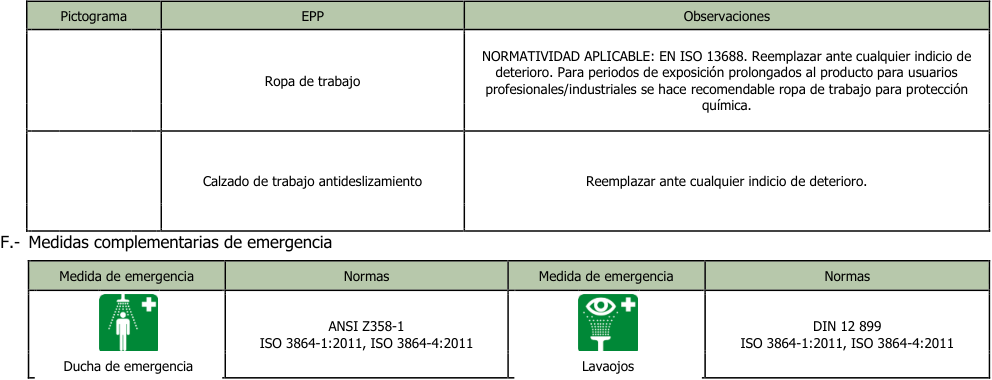 Pictograma EPP Observaciones
Ropa de trabajo
NORMATIVIDAD APLICABLE: EN ISO 13688. Reemplazar ante cualquier indicio de
deterioro. Para periodos de exposición prolongados al producto para usuarios
profesionales/industriales se hace recomendable ropa de trabajo para protección
química.
Calzado de trabajo antideslizamiento Reemplazar ante cualquier indicio de deterioro.
F.- Medidas complementarias de emergencia
Medida de emergencia Normas Medida de emergencia Normas
Ducha de emergencia
ANSI Z358-1
ISO 3864-1:2011, ISO 3864-4:2011
Lavaojos
DIN 12 899
ISO 3864-1:2011, ISO 3864-4:2011